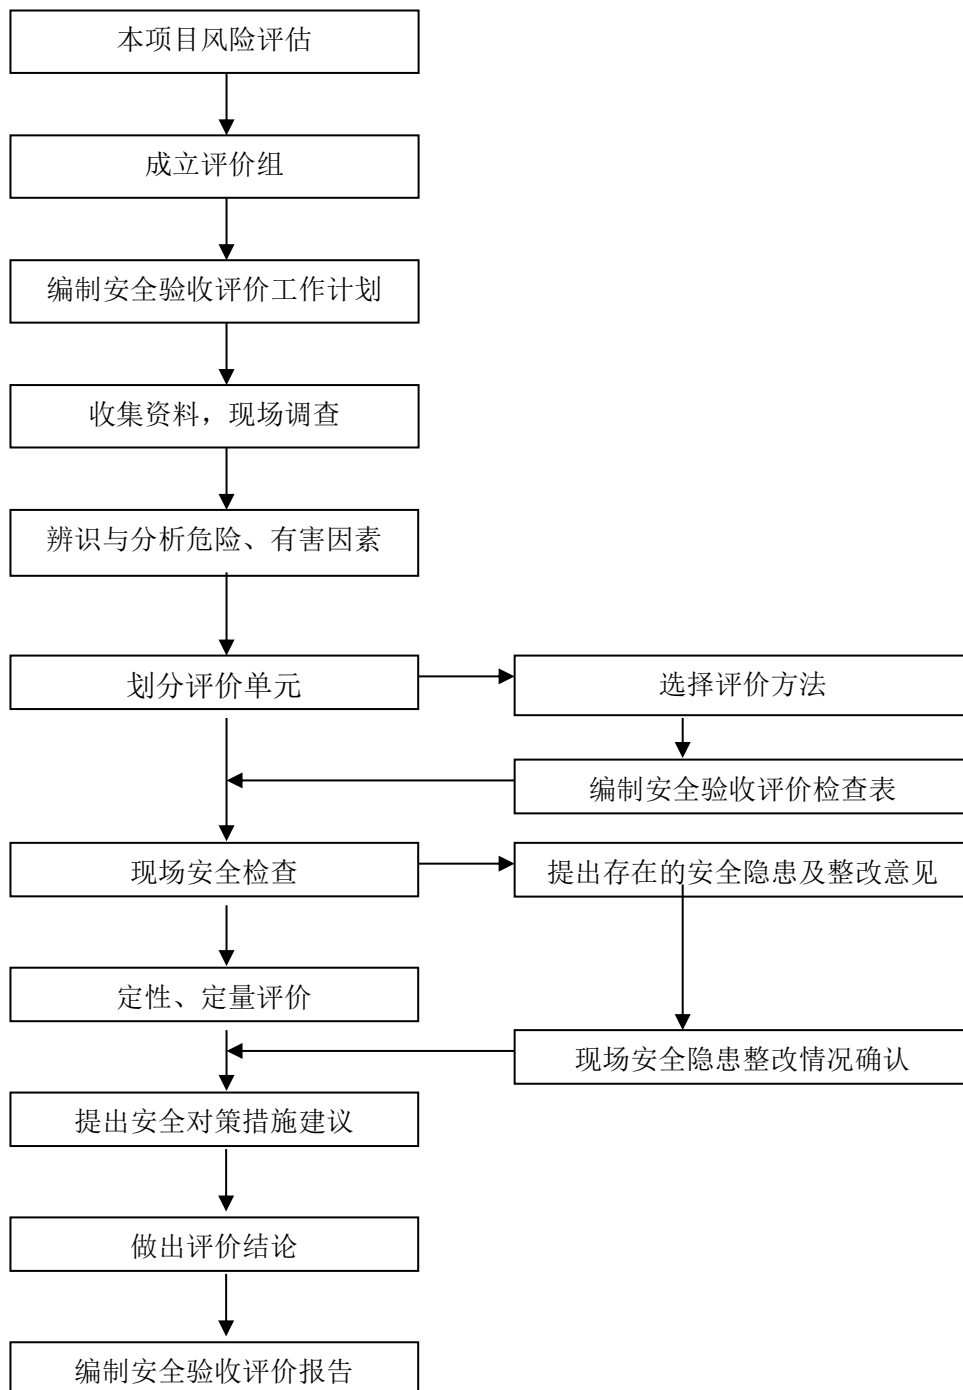 本项目风险评估
成立评价组
编制安全验收评价工作计划
收集资料，现场调查
辨识与分析危险、有害因素
划分评价单元
选择评价方法
编制安全验收评价检查表
现场安全检查
提出存在的安全隐患及整改意见
定性、定量评价
现场安全隐患整改情况确认
提出安全对策措施建议
做出评价结论
编制安全验收评价报告